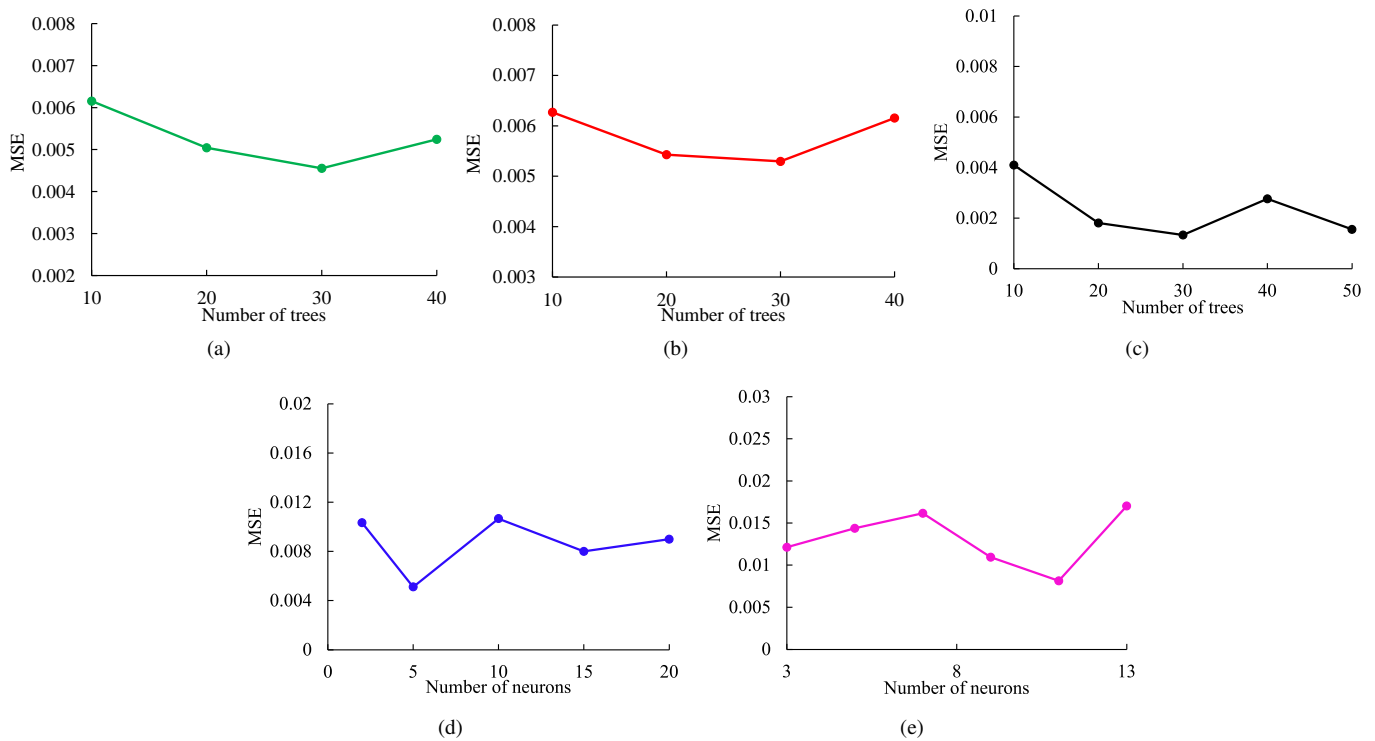 0.008
0.007
0.006
0.005
0.004
0.003
0.002
MSE
10 20 30 40
Number of trees
(a)
0.008
0.007
0.006
0.005
0.004
0.003
MSE
10 20 30 40
Number of trees
(b)
0.01
0.008
0.006
0.004
0.002
0
MSE
10 20 30 40 50
Number of trees
(c)
0.02
0.016
0.012
0.008
0.004
0
MSE
0 5 10 15 20
Number of neurons
(d)
0.03
0.025
0.02
0.015
0.01
0.005
0
MSE
3 8 13
Number of neurons
(e)